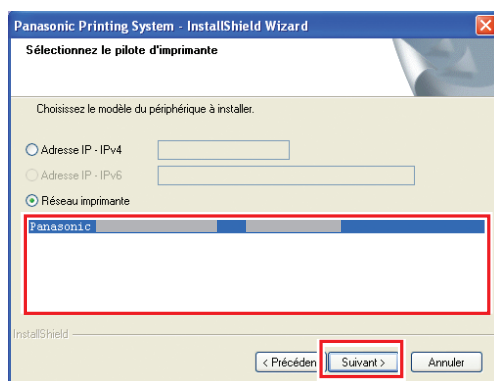 Panasonic Printing System - InstallShield Wizard
Sélectionnez le pilote d'imprimante
Choisissez le modèle du périphérique à installer.
Adresse IP - IPv4
Adresse IP - IPv6
Réseau imprimante
Panasonic
InstallShield
< Précéden Suivant > Annuler